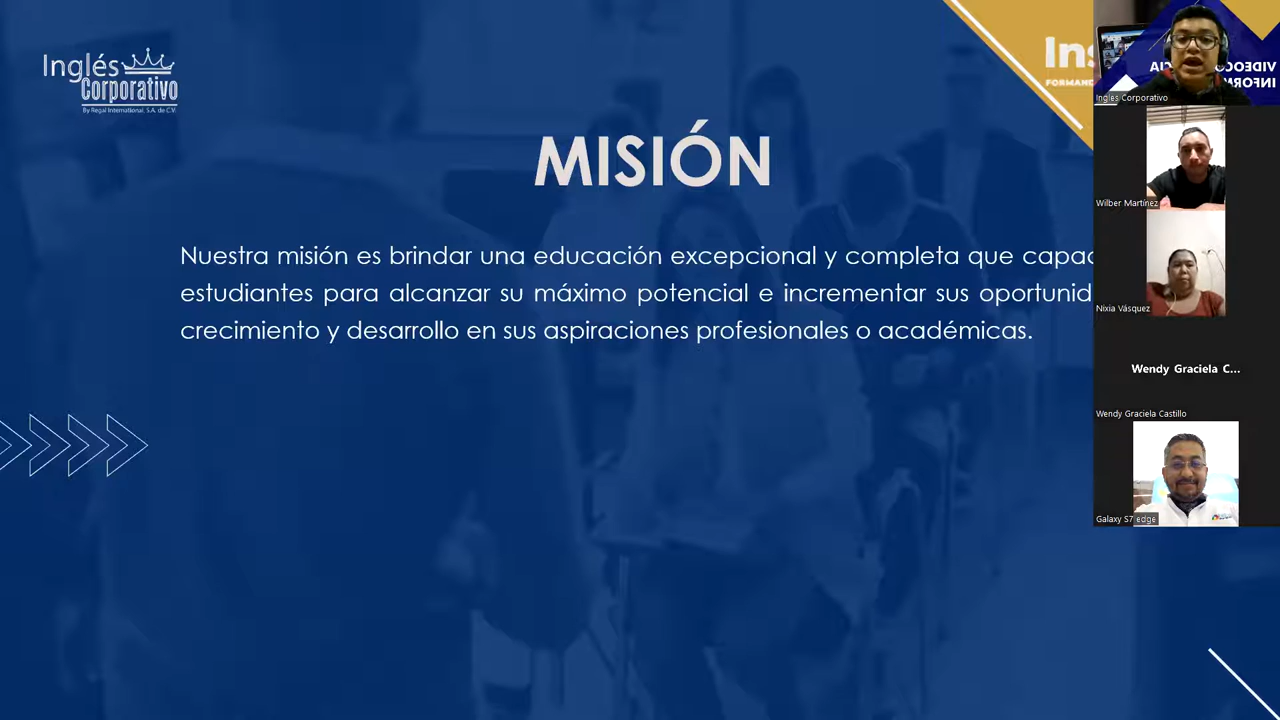 Inglés
Corporativo
By Regal International, S.A. de C.V.
MISIÓN
Nuestra misión es brindar una educación excepcional y completa que
estudiantes para alcanzar su máximo potencial e incrementar sus
crecimiento y desarrollo en sus aspiraciones profesionales o académicas.
Ingles Corporativo
Wilber Martínez
Nixia Vásquez
Wendy Graciela C...
Wendy Graciela Castillo
Galaxy S7 edge